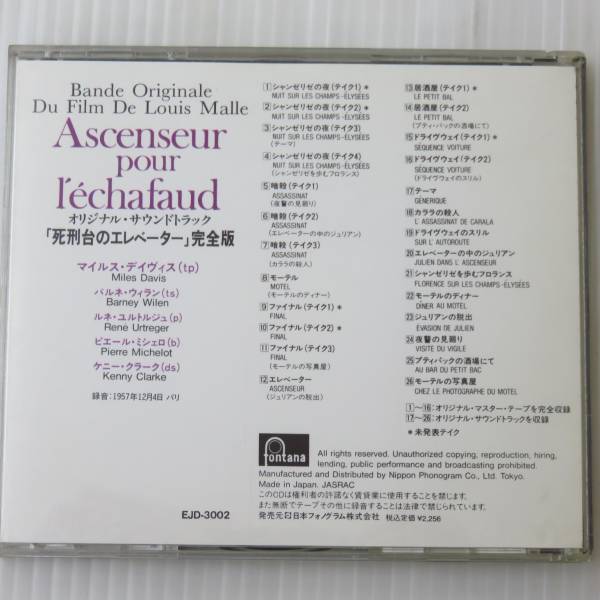 Bande Originale
Du Film De Louis Malle
Ascenseur
pour
l'échafaud
オリジナル・サウンドトラック
「死刑台のエレベーター」完全版
マイルス・デイヴィス(tp)
Miles Davis
バルネ・ウィラン(ts)
Barney Wilen
ルネ・ユルトルジュ(p)
René Urtreger
ピエール・ミシェロ(b)
Pierre Michelot
ケニー・クラーク(ds)
Kenny Clarke
録音:1957年12月4日 パリ
EJD-3002
1 シャンゼリゼの夜(テイク1) *
NUIT SUR LES CHAMPS-ÉLYSÉES
2 シャンゼリゼの夜(テイク2) *
NUIT SUR LES CHAMPS-ÉLYSÉES
3 シャンゼリゼの夜(テイク3)
NUIT SUR LES CHAMPS-ÉLYSÉES
(テーマ)
4 シャンゼリゼの夜(テイク4)
NUIT SUR LES CHAMPS-ÉLYSÉES
(シャンゼリゼを歩むフロランス)
5 暗殺(テイク1)
ASSASSINAT
(夜警の見廻り)
6 暗殺(テイク2)
ASSASSINAT
(エレベーターの中のジュリアン)
7 暗殺(テイク3)
ASSASSINAT
(カララの殺人)
8 モーテル
MOTEL
(モーテルのディナー)
9 ファイナル(テイク1) *
FINAL
10 ファイナル(テイク2) *
FINAL
11 ファイナル(テイク3)
FINAL
(モーテルの写真屋)
12 エレベーター
ASCENSEUR
(ジュリアンの脱出)
13 居酒屋(テイク1) *
LE PETIT BAL
14 居酒屋(テイク2)
LE PETIT BAL
(プティ・バックの酒場にて)
15 ドライヴウェイ(テイク1) *
SÉQUENCE VOITURE
16 ドライヴウェイ(テイク2)
SÉQUENCE VOITURE
(ドライヴウェイのスリル)
17 テーマ
GÉNÉRIQUE
18 カララの殺人
L' ASSASSINAT DE CARALA
19 ドライヴウェイのスリル
SUR L' AUTOROUTE
20 エレベーターの中のジュリアン
JULIEN DANS L' ASCENSEUR
21 シャンゼリゼを歩むフロランス
FLORENCE SUR LES CHAMPS-ÉLYSÉES
22 モーテルのディナー
DÎNER AU MOTEL
23 ジュリアンの脱出
ÉVASION DE JULIEN
24 夜警の見廻り
VISITE DU VIGILE
25 プティバックの酒場にて
AU BAR DU PETIT BAC
26 モーテルの写真屋
CHEZ LE PHOTOGRAPHE DU MOTEL
1〜16:オリジナル・マスター・テープを完全収録
17〜26:オリジナル・サウンドトラックを収録
*未発表テイク
fontana
All rights reserved. Unauthorized copying, reproduction, hiring,
lending, public performance and broadcasting prohibited.
Manufactured and Distributed by Nippon Phonogram Co., Ltd. Tokyo.
Made in Japan. JASRAC
このCDは権利者の許諾なく賃貸業に使用することを禁じます。
また無断でテープその他に録音することは法律で禁じられています。
発売元 日本フォノグラム株式会社 税込定価¥2,256